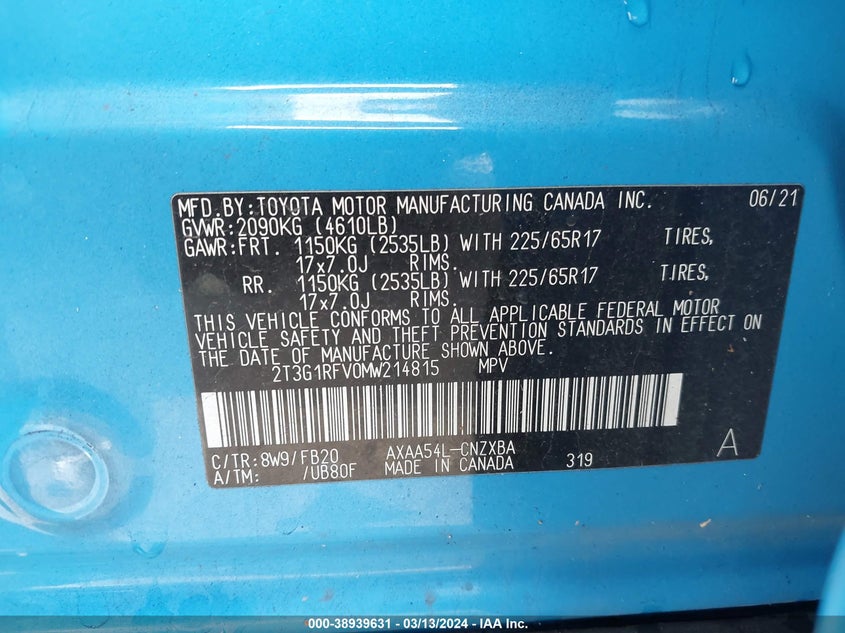 MFD.BY:TOYOTA MOTOR MANUFACTURING CANADA INC. 06/21
GVWR:2090KG (4610LB)
GAWR:FRT. 1150KG (2535LB) WITH 225/65R17 TIRES,
17x7.0J RIMS.
RR. 1150KG (2535LB) WITH 225/65R17 TIRES,
17x7.0J RIMS.
THIS VEHICLE CONFORMS TO ALL APPLICABLE FEDERAL MOTOR
VEHICLE SAFETY AND THEFT PREVENTION STANDARDS IN EFFECT ON
THE DATE OF MANUFACTURE SHOWN ABOVE.
2T3G1RFV0MW214815 MPV
C/TR:8W9/FB20 AXAA54L-CNZXBA A
A/TM: /UB80F MADE IN CANADA 319
000-38939631 - 03/13/2024 - IAA Inc.